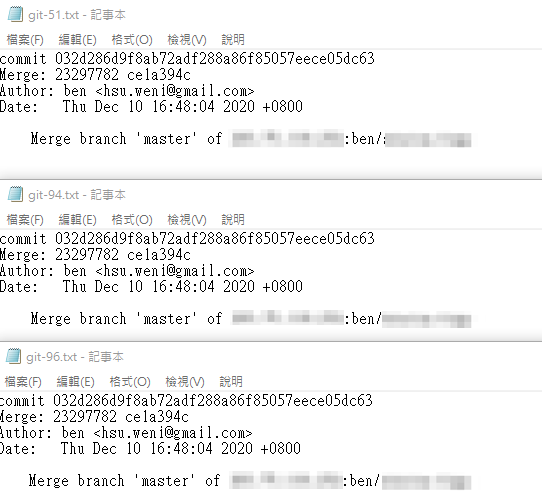 git-51.txt - 記事本
檔案(F) 編輯(E) 格式(O) 檢視(V) 說明
commit 032d286d9f8ab72adf288a86f85057eece05dc63
Merge: 23297782 ce1a394c
Author: ben <hsu.weni@gmail.com>
Date: Thu Dec 10 16:48:04 2020 +0800
Merge branch 'master' of :ben/
git-94.txt - 記事本
檔案(F) 編輯(E) 格式(O) 檢視(V) 說明
commit 032d286d9f8ab72adf288a86f85057eece05dc63
Merge: 23297782 ce1a394c
Author: ben <hsu.weni@gmail.com>
Date: Thu Dec 10 16:48:04 2020 +0800
Merge branch 'master' of :ben/
git-96.txt - 記事本
檔案(F) 編輯(E) 格式(O) 檢視(V) 說明
commit 032d286d9f8ab72adf288a86f85057eece05dc63
Merge: 23297782 ce1a394c
Author: ben <hsu.weni@gmail.com>
Date: Thu Dec 10 16:48:04 2020 +0800
Merge branch 'master' of :ben/